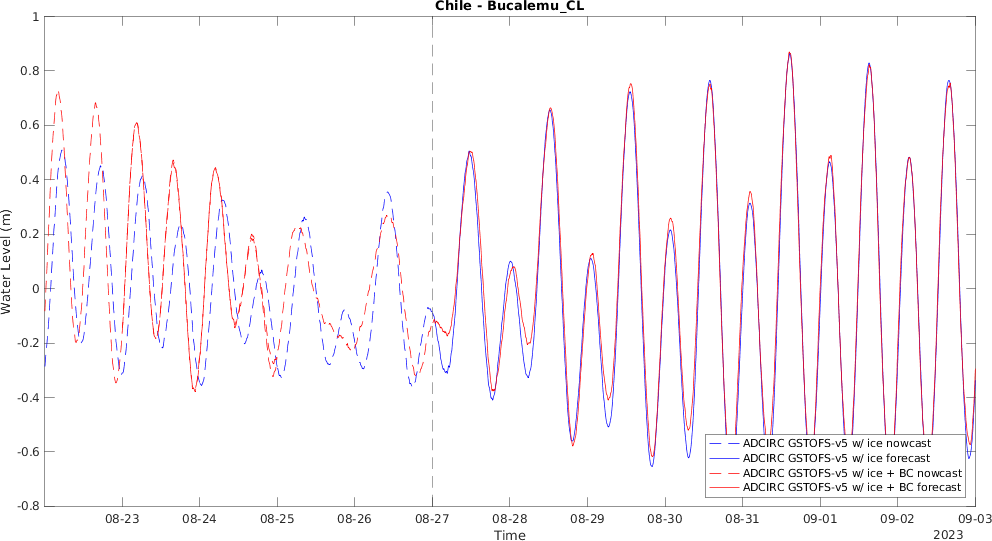 Chile - Bucalemu_CL
Water Level (m)
1
0.8
0.6
0.4
0.2
0
-0.2
-0.4
-0.6
-0.8
ADCIRC GSTOFS-v5 w/ ice nowcast
ADCIRC GSTOFS-v5 w/ ice forecast
ADCIRC GSTOFS-v5 w/ ice + BC nowcast
ADCIRC GSTOFS-v5 w/ ice + BC forecast
08-23 08-24 08-25 08-26 08-27 08-28 08-29 08-30 08-31 09-01 09-02 09-03
Time
2023